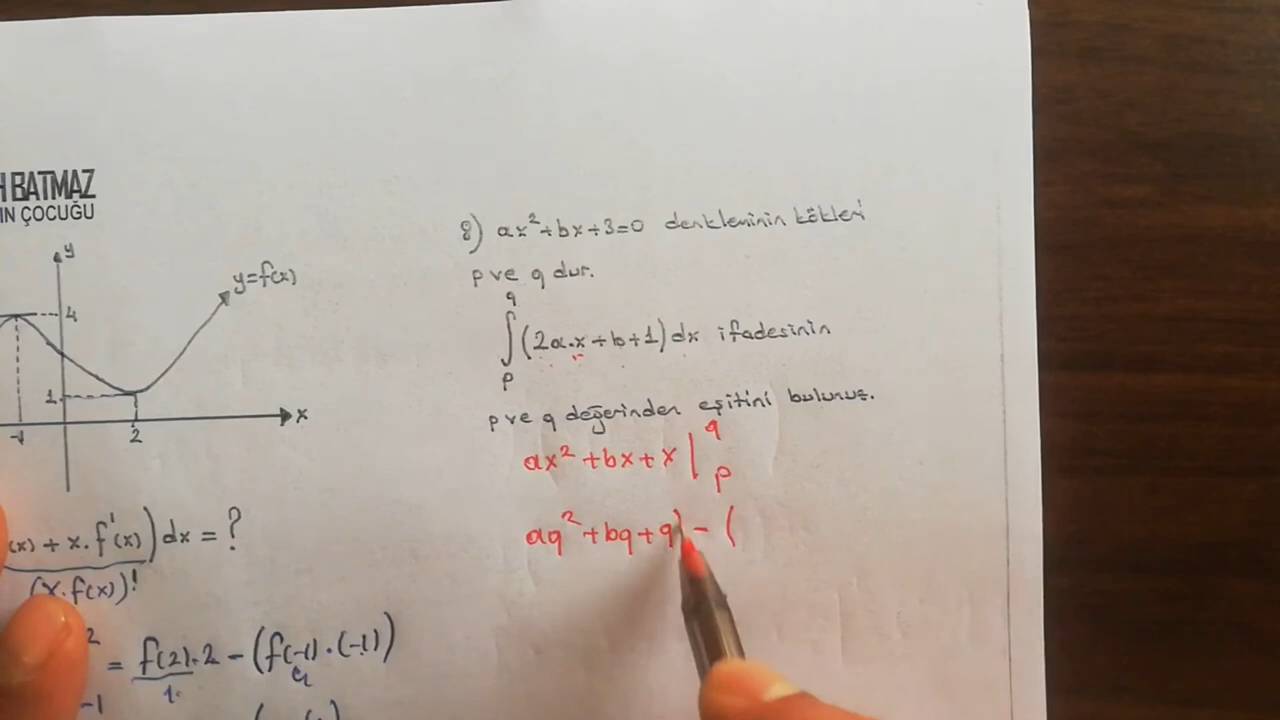 BATMAZ
IN ÇOCUĞU
y
y=f(x)
4
1
x
-1
2
(x) + x. f'(x)) dx = ?
(x.f(x))!
2
= f(2).2 - (f(-1).(-1))
-1
8) ax²+bx+3=0 denkleminin kökleri
p ve q dur.
q
∫(2a.x+b+1)dx ifadesinin
p
p ve q değerinden eşitini bulunuz.
ax² + bx + x | q
p
aq² + bq + q) - (